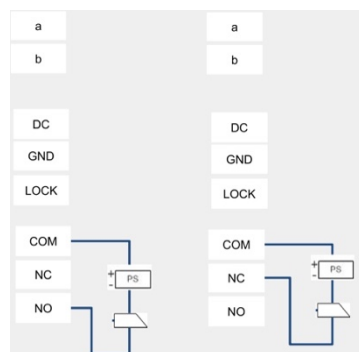 a
b
DC
GND
LOCK
COM
NC
NO
+
-
PS
a
b
DC
GND
LOCK
COM
NC
NO
+
-
PS